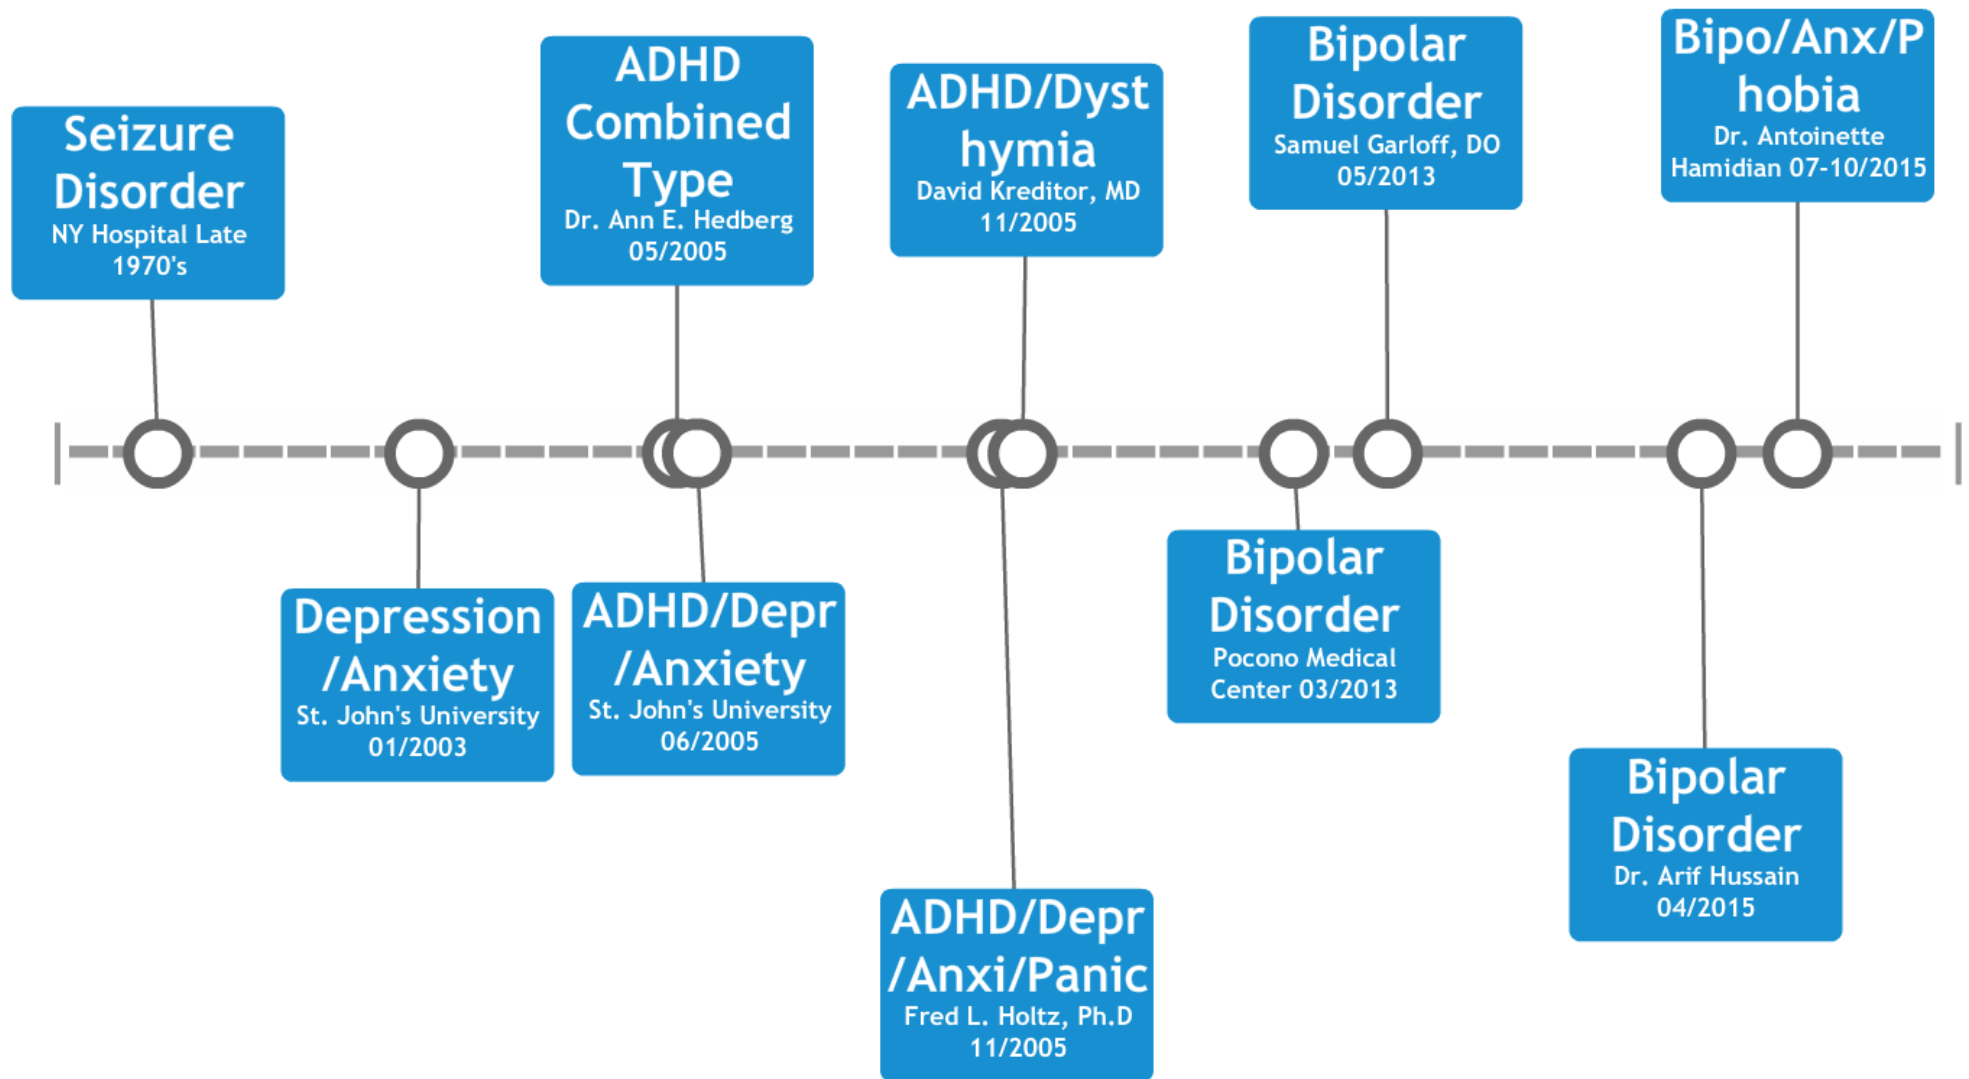 Seizure
Disorder
NY Hospital Late
1970's
Depression
/Anxiety
St. John's University
01/2003
ADHD
Combined
Type
Dr. Ann E. Hedberg
05/2005
ADHD/Depr
/Anxiety
St. John's University
06/2005
ADHD/Depr
/Anxi/Panic
Fred L. Holtz, Ph.D
11/2005
ADHD/Dyst
hymia
David Kreditor, MD
11/2005
Bipolar
Disorder
Pocono Medical
Center 03/2013
Bipolar
Disorder
Samuel Garloff, DO
05/2013
Bipolar
Disorder
Dr. Arif Hussain
04/2015
Bipo/Anx/P
hobia
Dr. Antoinette
Hamidian 07-10/2015